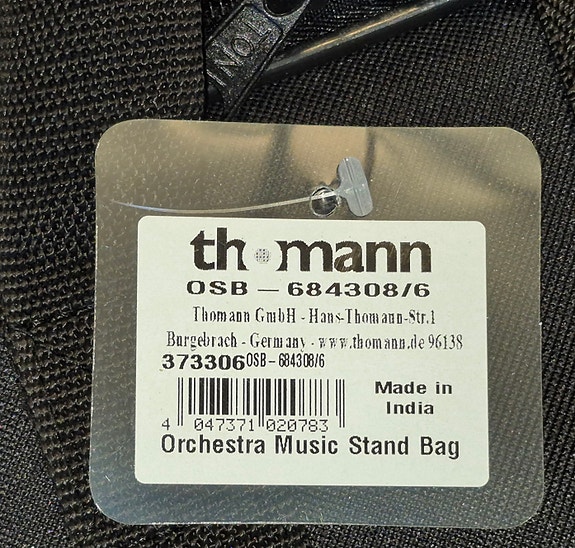 TON
thomann
OSB – 684308/6
Thomann GmbH - Hans-Thomann-Str.1
Burgebrach - Germany - www.thomann.de 96138
373306 OSB – 684308/6
Made in
India
4 047371 020783
Orchestra Music Stand Bag